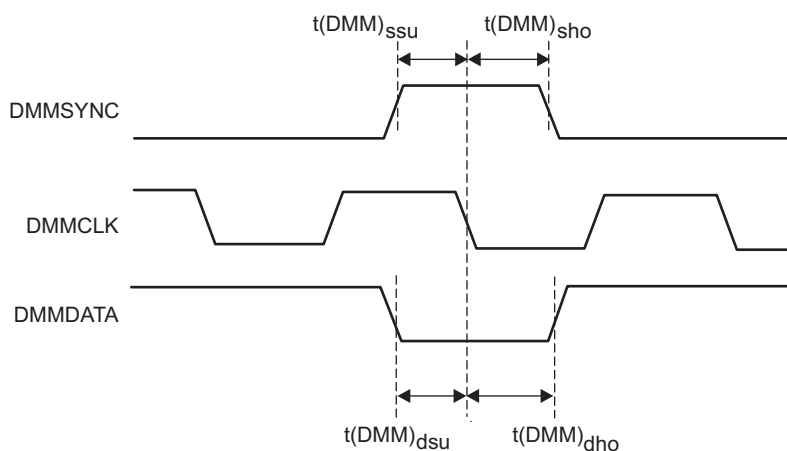 t(DMM)ssu
t(DMM)sho
DMMSYNC
DMMCLK
DMMDATA
t(DMM)dsu
t(DMM)dho